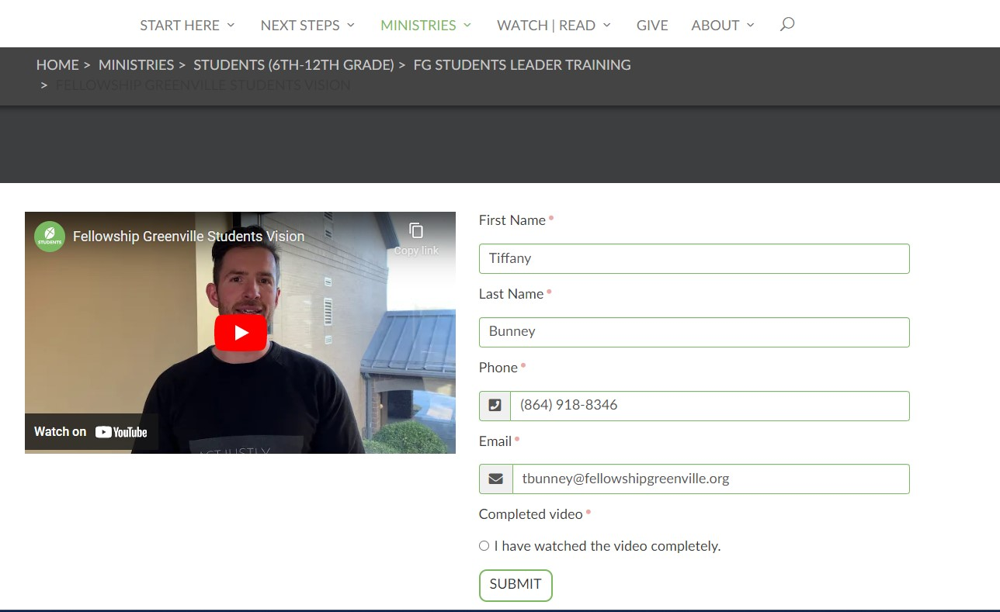 START HERE NEXT STEPS MINISTRIES WATCH | READ GIVE ABOUT
HOME > MINISTRIES > STUDENTS (6TH-12TH GRADE) > FG STUDENTS LEADER TRAINING
> FELLOWSHIP GREENVILLE STUDENTS VISION
STUDENTS
Fellowship Greenville Students Vision
Copy link
ACT JUSTLY
Watch on YouTube
First Name *
Tiffany
Last Name *
Bunney
Phone *
(864) 918-8346
Email *
tbunney@fellowshipgreenville.org
Completed video *
I have watched the video completely.
SUBMIT